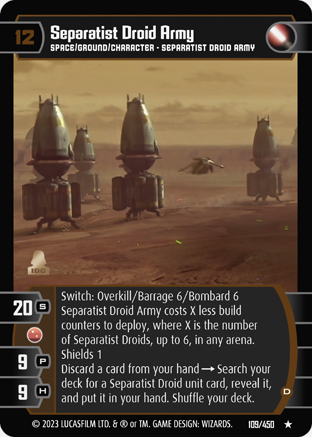 12
Separatist Droid Army
SPACE/GROUND/CHARACTER - SEPARATIST DROID ARMY
100
20 S
9 P
9 H
Switch: Overkill/Barrage 6/Bombard 6
Separatist Droid Army costs X less build
counters to deploy, where X is the number
of Separatist Droids, up to 6, in any arena.
Shields 1
Discard a card from your hand → Search your
deck for a Separatist Droid unit card, reveal it,
and put it in your hand. Shuffle your deck.
D
© 2023 LUCASFILM LTD. & ® OR TM. GAME DESIGN: WIZARDS. 109/450 ★